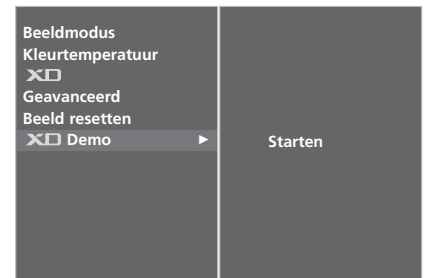 Beeldmodus
Kleurtemperatuur
XD
Geavanceerd
Beeld resetten
XD Demo ►
Starten